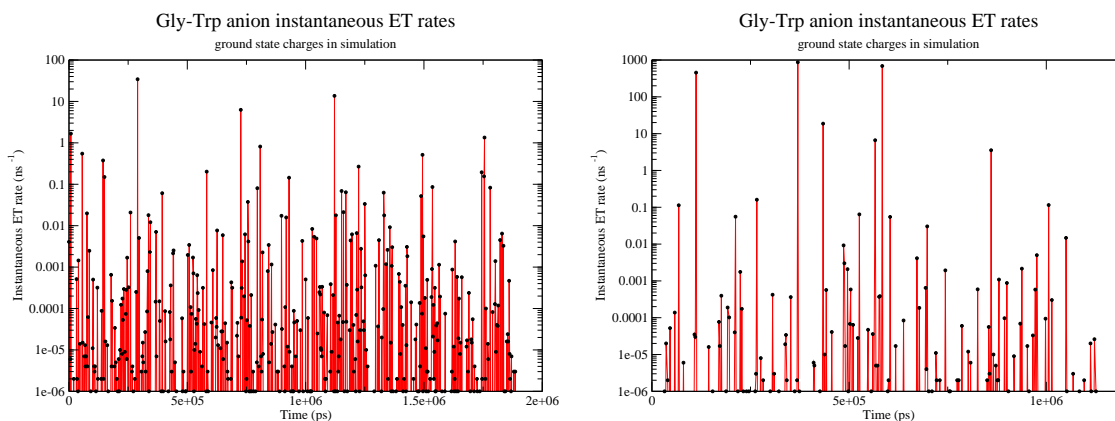 Gly-Trp anion instantaneous ET rates
ground state charges in simulation
100
10
1
0.1
0.01
0.001
0.0001
1e-05
1e-06
Instantaneous ET rate (ns -1)
0
5e+05
1e+06
1.5e+06
2e+06
Time (ps)
Gly-Trp anion instantaneous ET rates
ground state charges in simulation
1000
100
10
1
0.1
0.01
0.001
0.0001
1e-05
1e-06
Instantaneous ET rate (ns -1)
0
5e+05
1e+06
Time (ps)